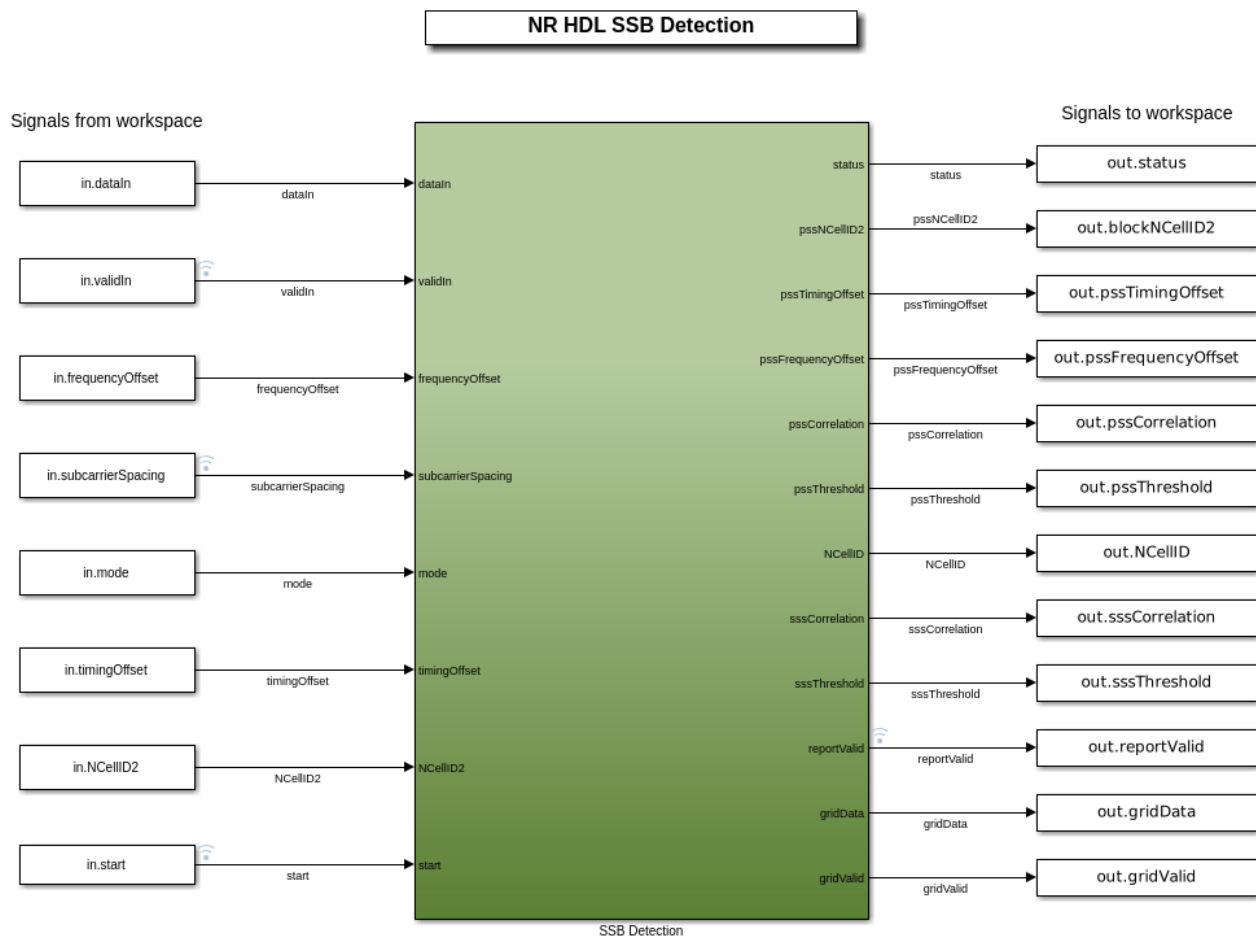 NR HDL SSB Detection
Signals from workspace
Signals to workspace
in.dataIn
dataIn
dataIn
in.validIn
validIn
validIn
in.frequencyOffset
frequencyOffset
frequencyOffset
in.subcarrierSpacing
subcarrierSpacing
subcarrierSpacing
in.mode
mode
mode
in.timingOffset
timingOffset
timingOffset
in.NCellID2
NCellID2
NCellID2
in.start
start
start
status
status
out.status
pssNCellID2
pssNCellID2
out.blockNCellID2
pssTimingOffset
pssTimingOffset
out.pssTimingOffset
pssFrequencyOffset
pssFrequencyOffset
out.pssFrequencyOffset
pssCorrelation
pssCorrelation
out.pssCorrelation
pssThreshold
pssThreshold
out.pssThreshold
NCellID
NCellID
out.NCellID
sssCorrelation
sssCorrelation
out.sssCorrelation
sssThreshold
sssThreshold
out.sssThreshold
reportValid
reportValid
out.reportValid
gridData
gridData
out.gridData
gridValid
gridValid
out.gridValid
SSB Detection